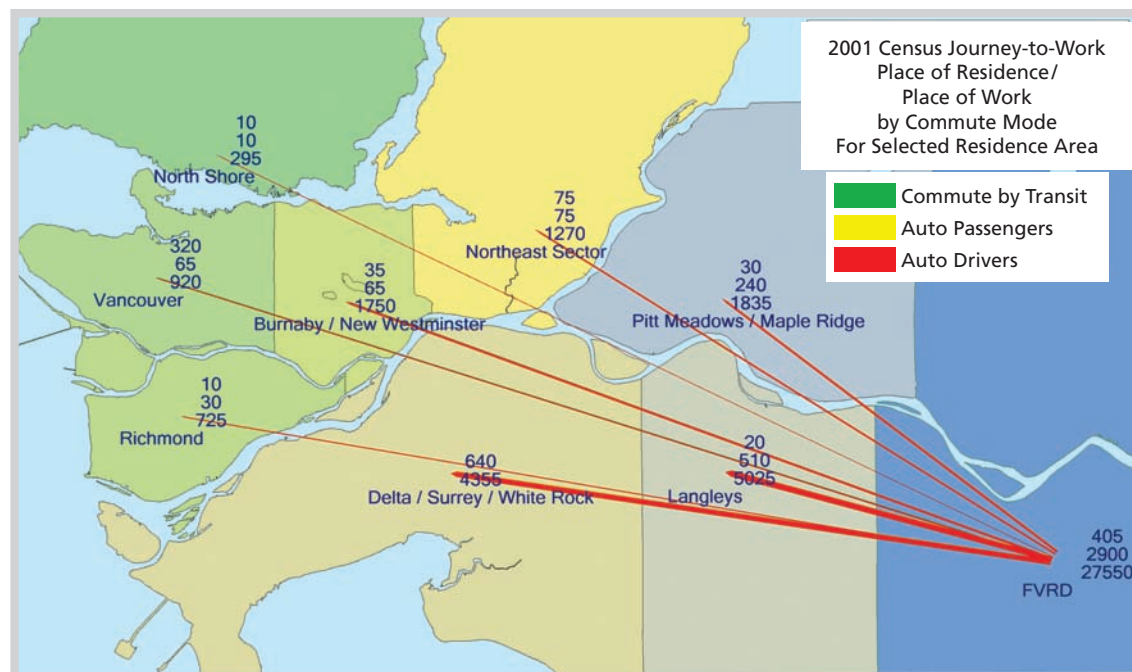 2001 Census Journey-to-Work
Place of Residence/
Place of Work
by Commute Mode
For Selected Residence Area
Commute by Transit
Auto Passengers
Auto Drivers
10
10
295
North Shore
75
75
1270
Northeast Sector
320
65
920
Vancouver
35
65
1750
Burnaby / New Westminster
30
240
1835
Pitt Meadows / Maple Ridge
10
30
725
Richmond
640
4355
Delta / Surrey / White Rock
20
510
5025
Langleys
405
2900
27550
FVRD